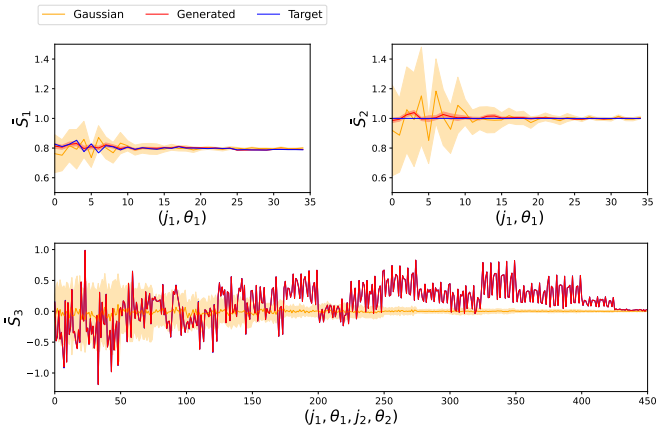 Gaussian Generated Target
1.4
1.2
1.0
0.8
0.6
S̄₁
0 5 10 15 20 25 30 35
(j₁, θ₁)
1.4
1.2
1.0
0.8
0.6
S̄₂
0 5 10 15 20 25 30 35
(j₁, θ₁)
1.0
0.5
0.0
−0.5
−1.0
S̄₃
0 50 100 150 200 250 300 350 400 450
(j₁, θ₁, j₂, θ₂)